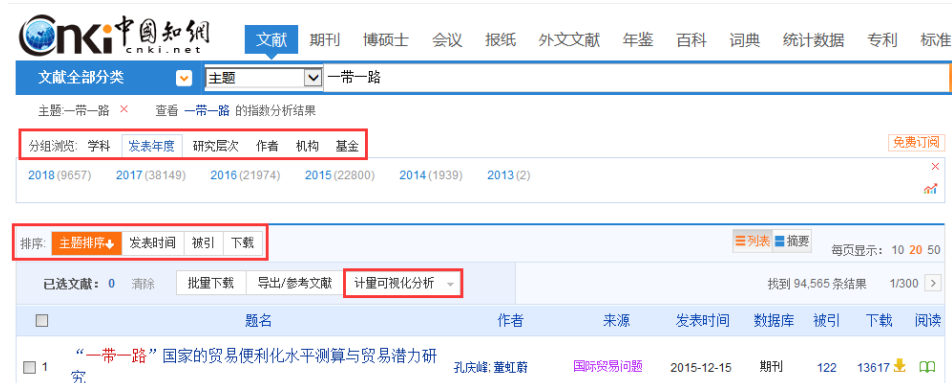 Cnki中國知網
cnki.net
文献 期刊 博硕士 会议 报纸 外文文献 年鉴 百科 词典 统计数据 专利 标准
文献全部分类 主题 一带一路
主题:一带一路 × 查看 一带一路 的指数分析结果
分组浏览: 学科 发表年度 研究层次 作者 机构 基金 免费订阅
2018(9657) 2017(38149) 2016(21974) 2015(22800) 2014(1939) 2013(2) ×
排序: 主题排序↓ 发表时间 被引 下载 列表 摘要 每页显示: 10 20 50
已选文献: 0 清除 批量下载 导出/参考文献 计量可视化分析 找到 94,565 条结果 1/300 >
题名 作者 来源 发表时间 数据库 被引 下载 阅读
1 “一带一路”国家的贸易便利化水平测算与贸易潜力研 孔庆峰; 董虹蔚 国际贸易问题 2015-12-15 期刊 122 13617
究